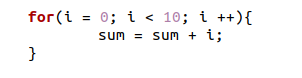 for(i = 0; i < 10; i ++){
        sum = sum + i;
}